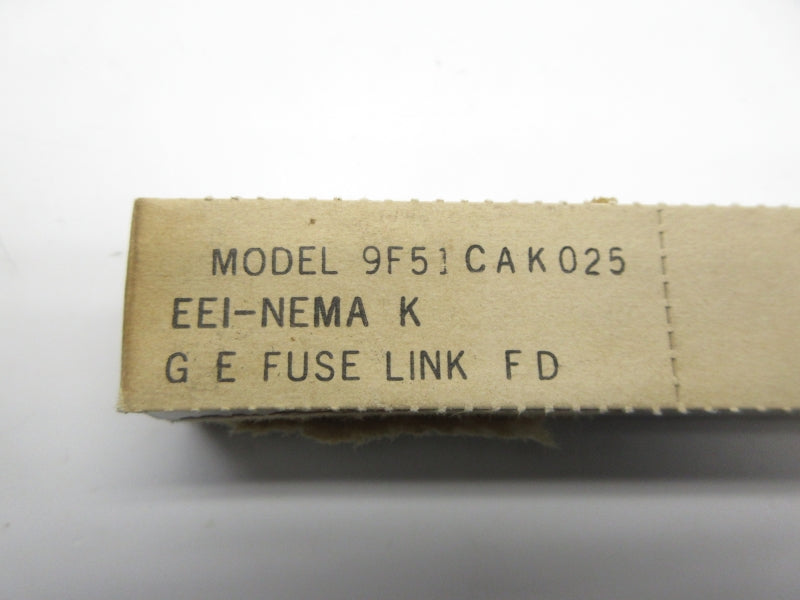 MODEL 9F51CAK025
EEI-NEMA K
G E FUSE LINK FD